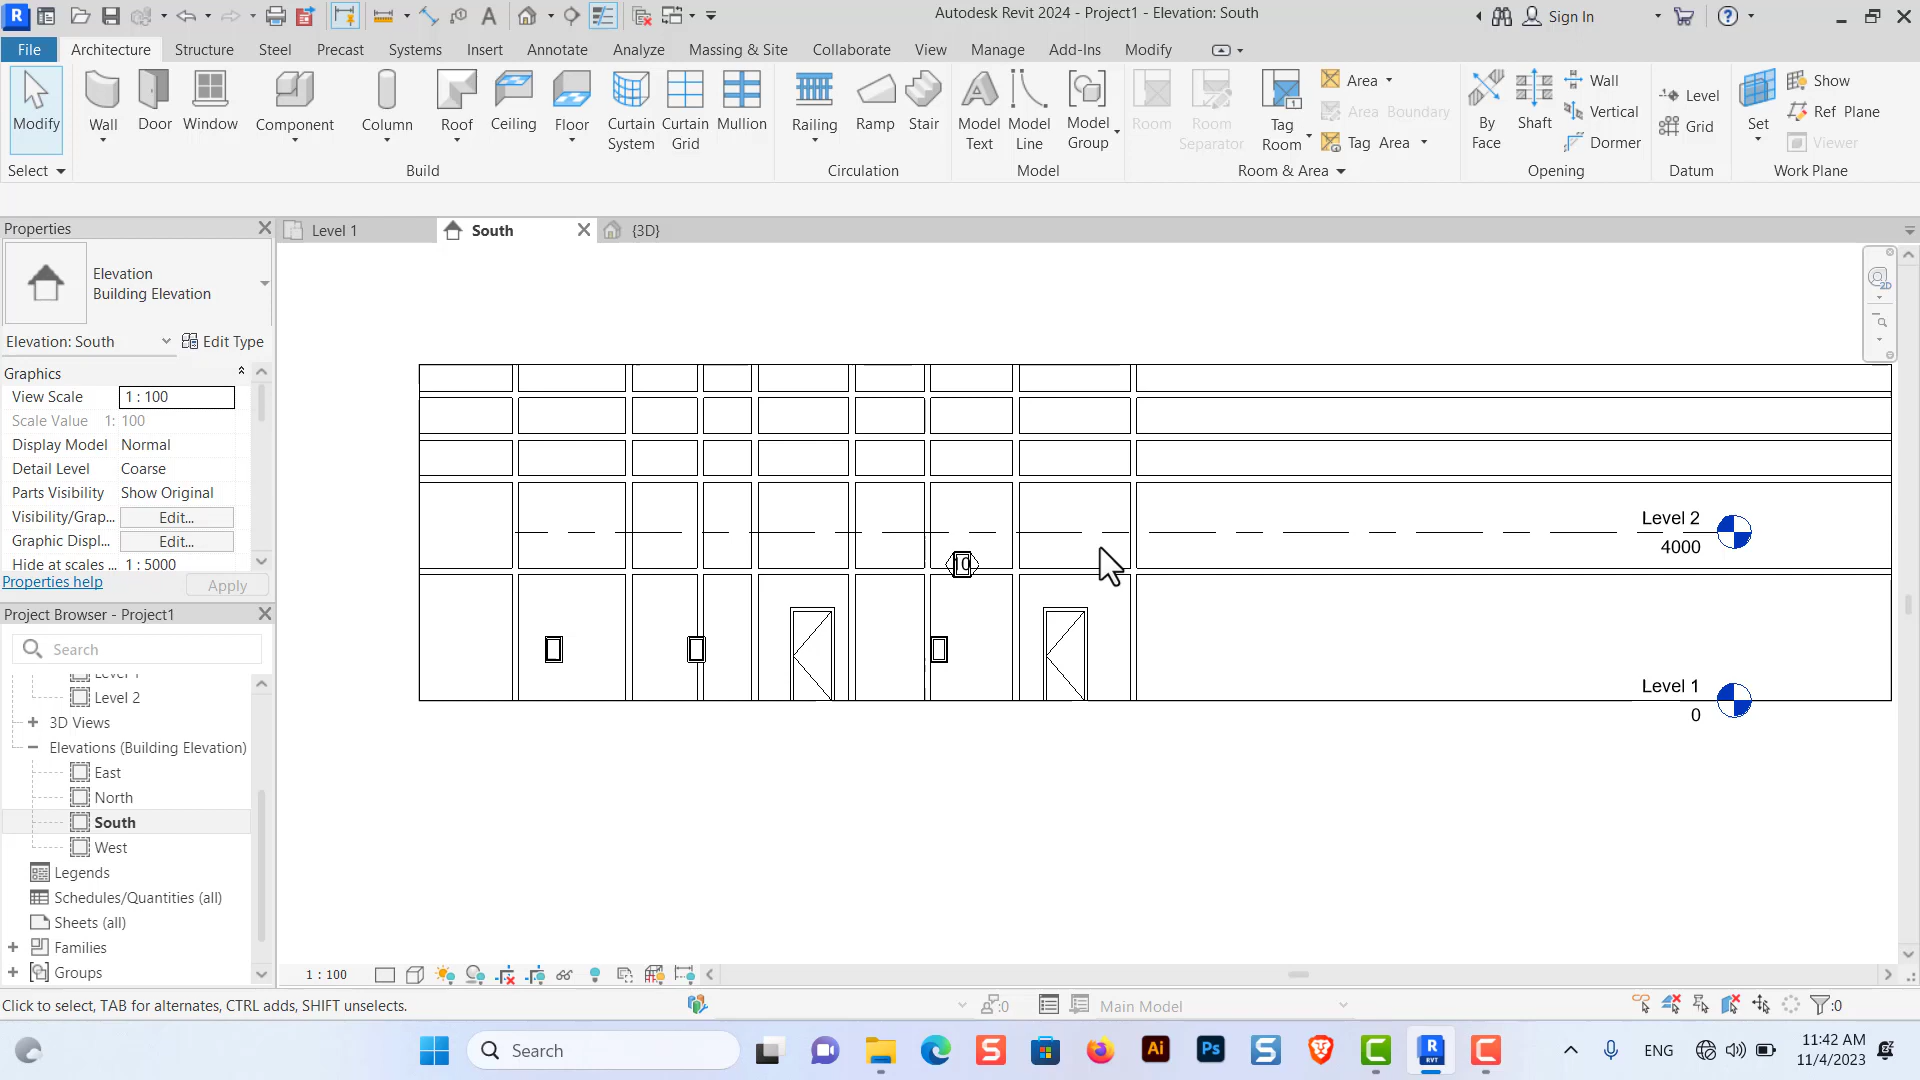 Autodesk Revit 2024 - Project1 - Elevation: South
Sign In
File
Architecture
Structure
Steel
Precast
Systems
Insert
Annotate
Analyze
Massing & Site
Collaborate
View
Manage
Add-Ins
Modify
Modify
Wall
Door
Window
Component
Column
Roof
Ceiling
Floor
Curtain System
Curtain Grid
Mullion
Railing
Ramp
Stair
Model Text
Model Line
Model Group
Room
Room Separator
Tag Room
Area
Area Boundary
Tag Area
By Face
Shaft
Wall
Vertical
Dormer
Level
Grid
Set
Show
Ref Plane
Viewer
Select
Build
Circulation
Model
Room & Area
Opening
Datum
Work Plane
Properties
Level 1
South
{3D}
Elevation
Building Elevation
Elevation: South
Edit Type
Graphics
View Scale
1 : 100
Scale Value 1:
100
Display Model
Normal
Detail Level
Coarse
Parts Visibility
Show Original
Visibility/Grap...
Edit...
Graphic Displ...
Edit...
Hide at scales
1 : 5000
Properties help
Apply
Level 2
4000
10
Level 1
0
2D
Project Browser - Project1
Search
Level 1
Level 2
3D Views
Elevations (Building Elevation)
East
North
South
West
Legends
Schedules/Quantities (all)
Sheets (all)
Families
Groups
1 : 100
Click to select, TAB for alternates, CTRL adds, SHIFT unselects.
:0
Main Model
:0
Search
Ai
Ps
S
S
C
R
RVT
C
ENG
11:42 AM
11/4/2023